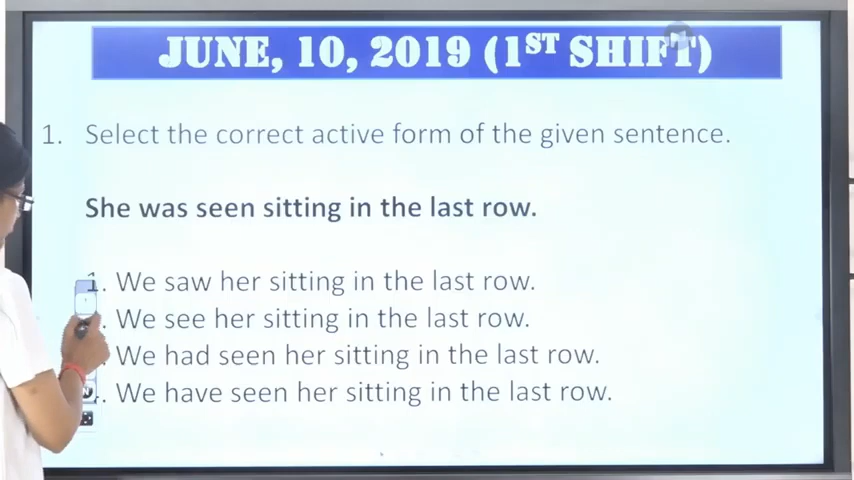 JUNE, 10, 2019 (1ST SHIFT)
1. Select the correct active form of the given sentence.
She was seen sitting in the last row.
1. We saw her sitting in the last row.
. We see her sitting in the last row.
We had seen her sitting in the last row.
. We have seen her sitting in the last row.